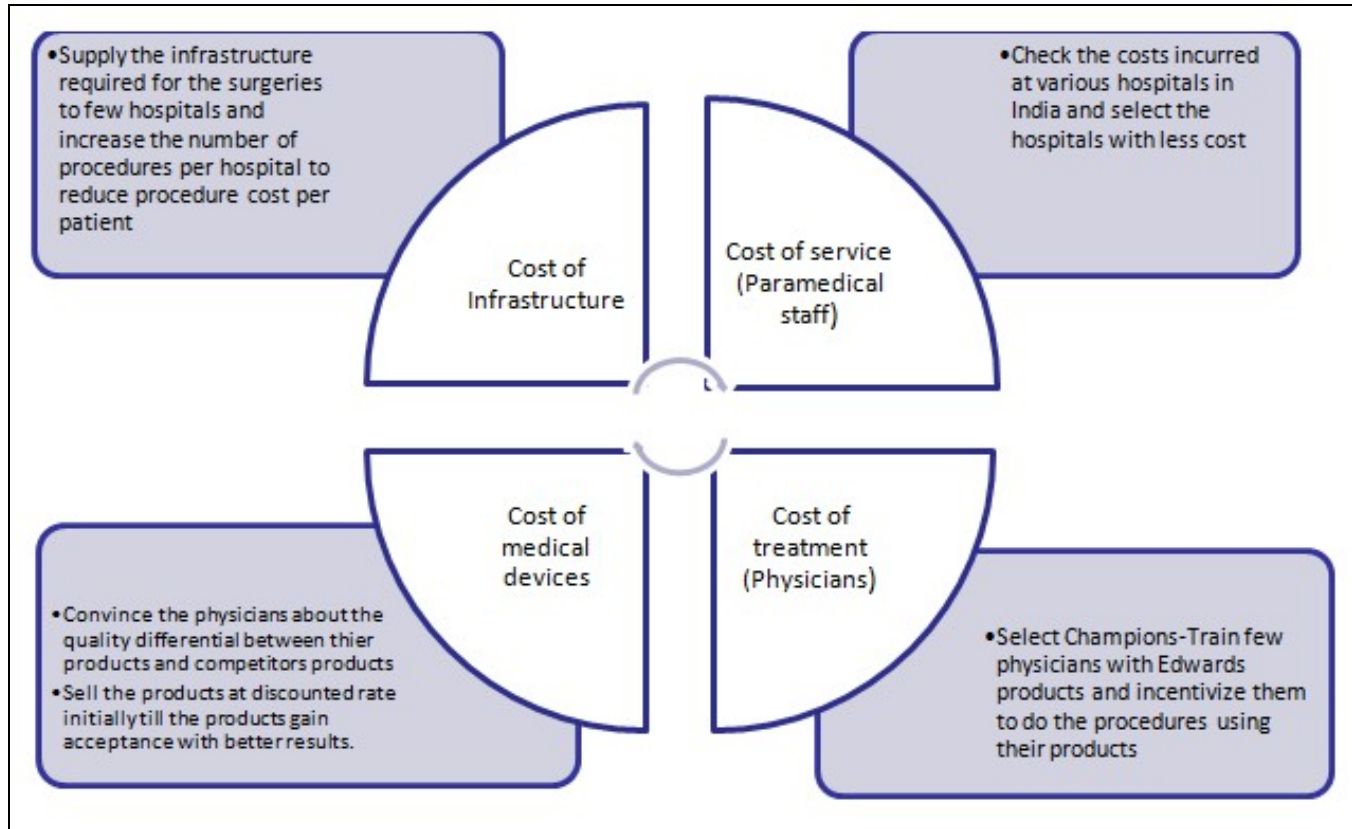 •Supply the infrastructure
required for the surgeries
to few hospitals and
increase the number of
procedures per hospital to
reduce procedure cost per
patient
•Check the costs incurred
at various hospitals in
India and select the
hospitals with less cost
Cost of
Infrastructure
Cost of service
(Paramedical
staff)
Cost of
medical
devices
Cost of
treatment
(Physicians)
•Convince the physicians about the
quality differential between thier
products and competitors products
•Sell the products at discounted rate
initially till the products gain
acceptance with better results.
•Select Champions-Train few
physicians with Edwards
products and incentivize them
to do the procedures using
their products